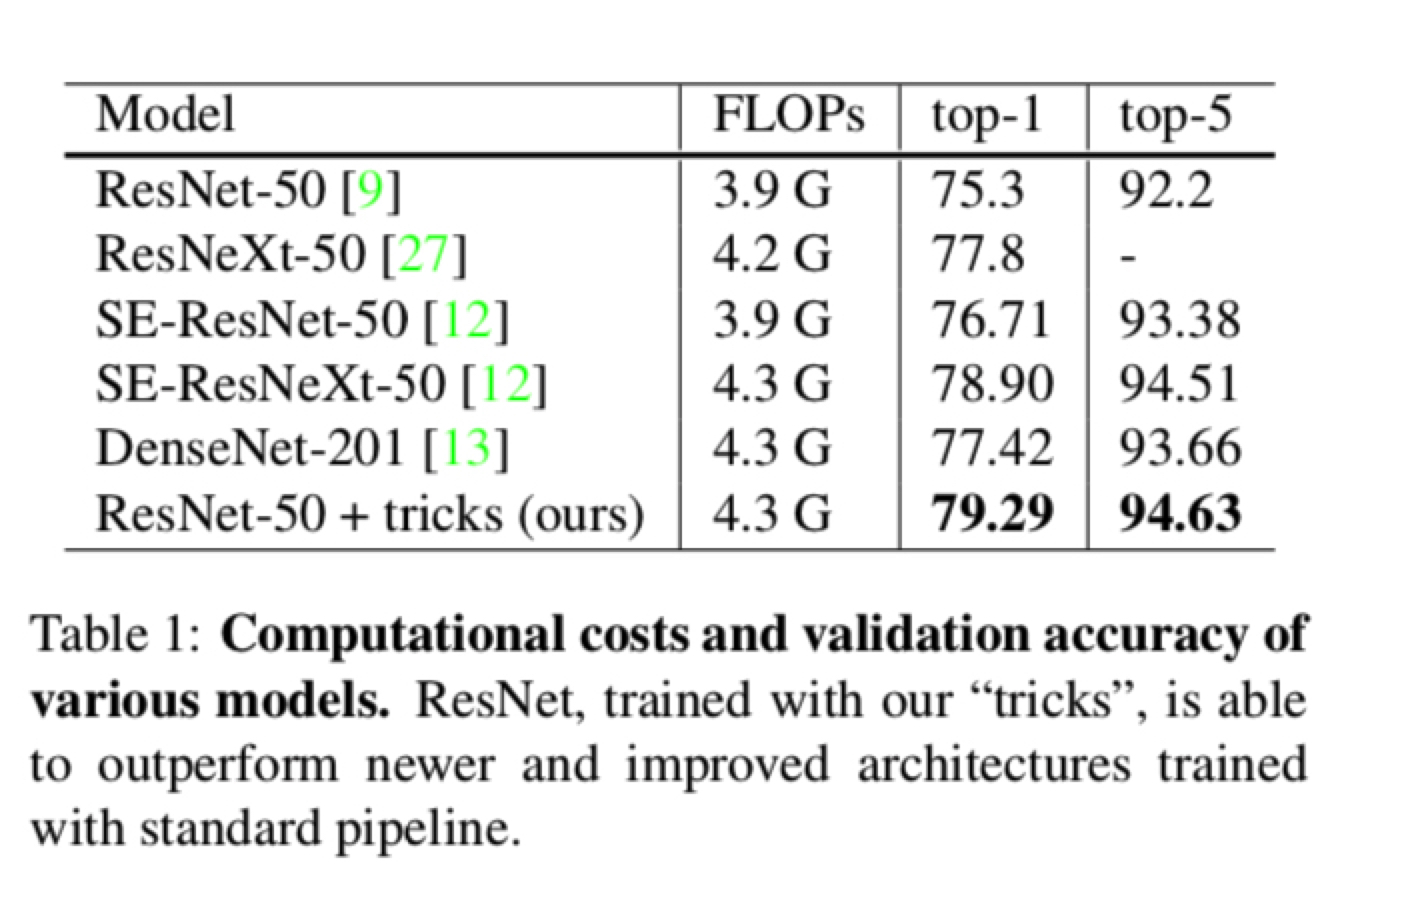 Model FLOPs top-1 top-5
ResNet-50 [9] 3.9 G 75.3 92.2
ResNeXt-50 [27] 4.2 G 77.8 -
SE-ResNet-50 [12] 3.9 G 76.71 93.38
SE-ResNeXt-50 [12] 4.3 G 78.90 94.51
DenseNet-201 [13] 4.3 G 77.42 93.66
ResNet-50 + tricks (ours) 4.3 G 79.29 94.63
Table 1: Computational costs and validation accuracy of
various models. ResNet, trained with our “tricks”, is able
to outperform newer and improved architectures trained
with standard pipeline.